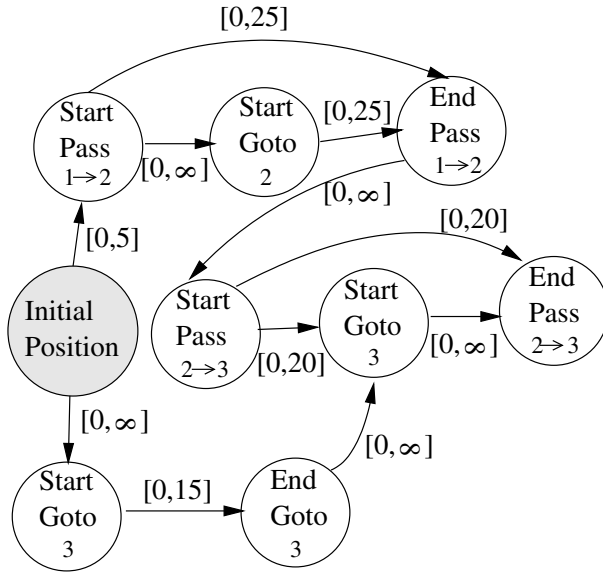 [0,25]
Start
Pass
1→2
[0,∞]
Start
Goto
2
[0,25]
End
Pass
1→2
[0,5]
[0,∞]
Initial
Position
Start
Pass
2→3
[0,20]
[0,20]
Start
Goto
3
[0,∞]
End
Pass
2→3
[0,∞]
Start
Goto
3
[0,15]
End
Goto
3
[0,∞]